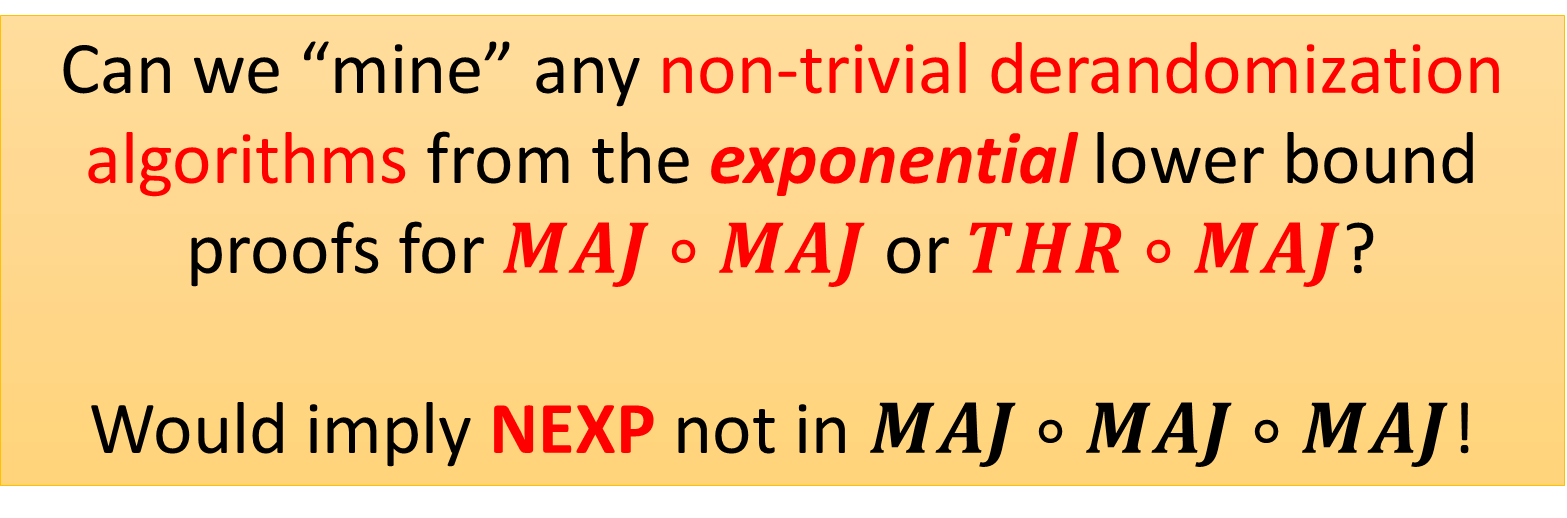 Can we “mine” any non-trivial derandomization
algorithms from the exponential lower bound
proofs for MAJ ∘ MAJ or THR ∘ MAJ?
Would imply NEXP not in MAJ ∘ MAJ ∘ MAJ!